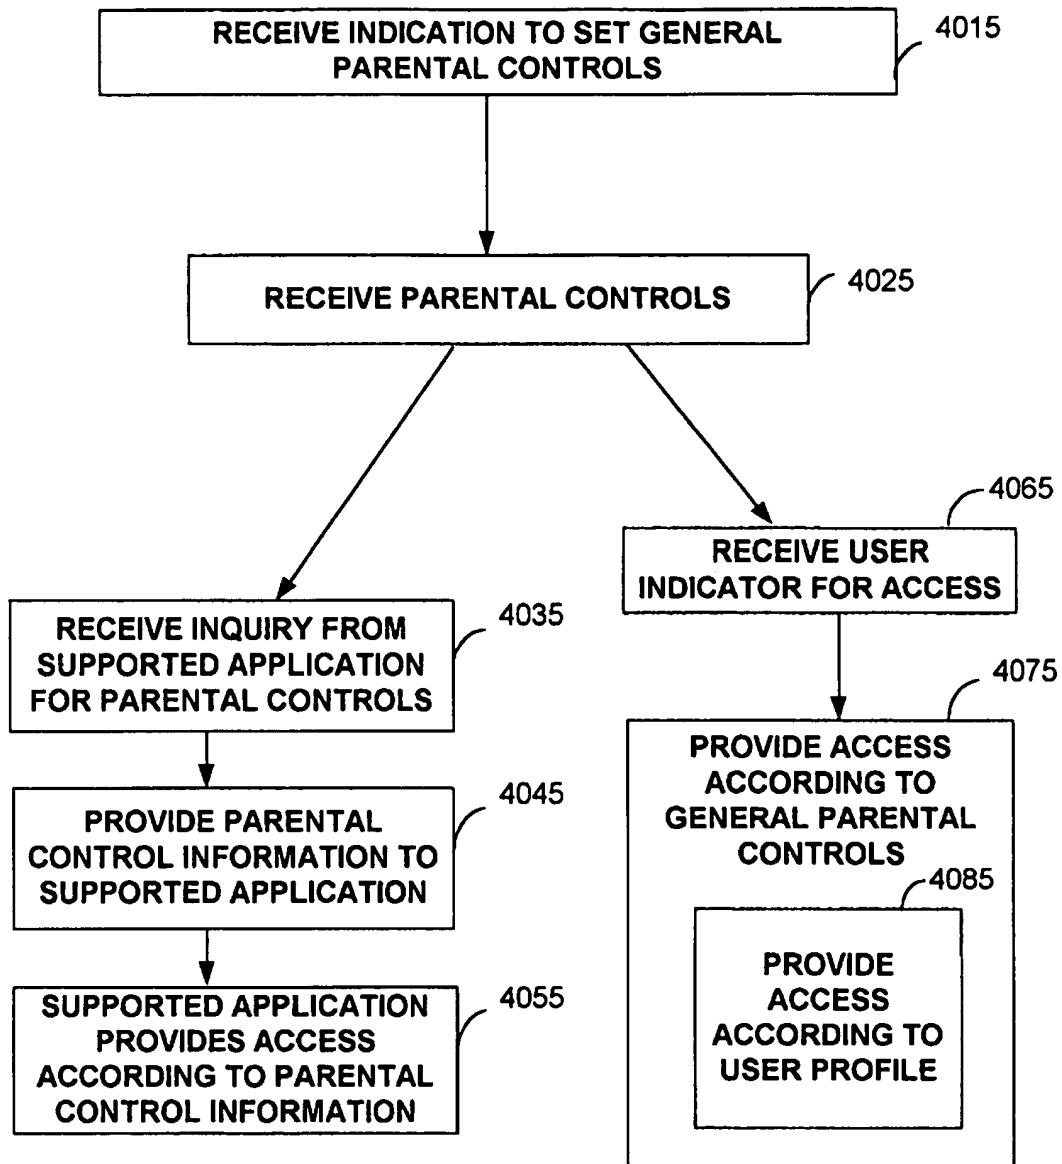 RECEIVE INDICATION TO SET GENERAL
PARENTAL CONTROLS
4015
RECEIVE PARENTAL CONTROLS
4025
RECEIVE INQUIRY FROM
SUPPORTED APPLICATION
FOR PARENTAL CONTROLS
4035
PROVIDE PARENTAL
CONTROL INFORMATION TO
SUPPORTED APPLICATION
4045
SUPPORTED APPLICATION
PROVIDES ACCESS
ACCORDING TO PARENTAL
CONTROL INFORMATION
4055
4065
RECEIVE USER
INDICATOR FOR ACCESS
4075
PROVIDE ACCESS
ACCORDING TO
GENERAL PARENTAL
CONTROLS
4085
PROVIDE
ACCESS
ACCORDING TO
USER PROFILE